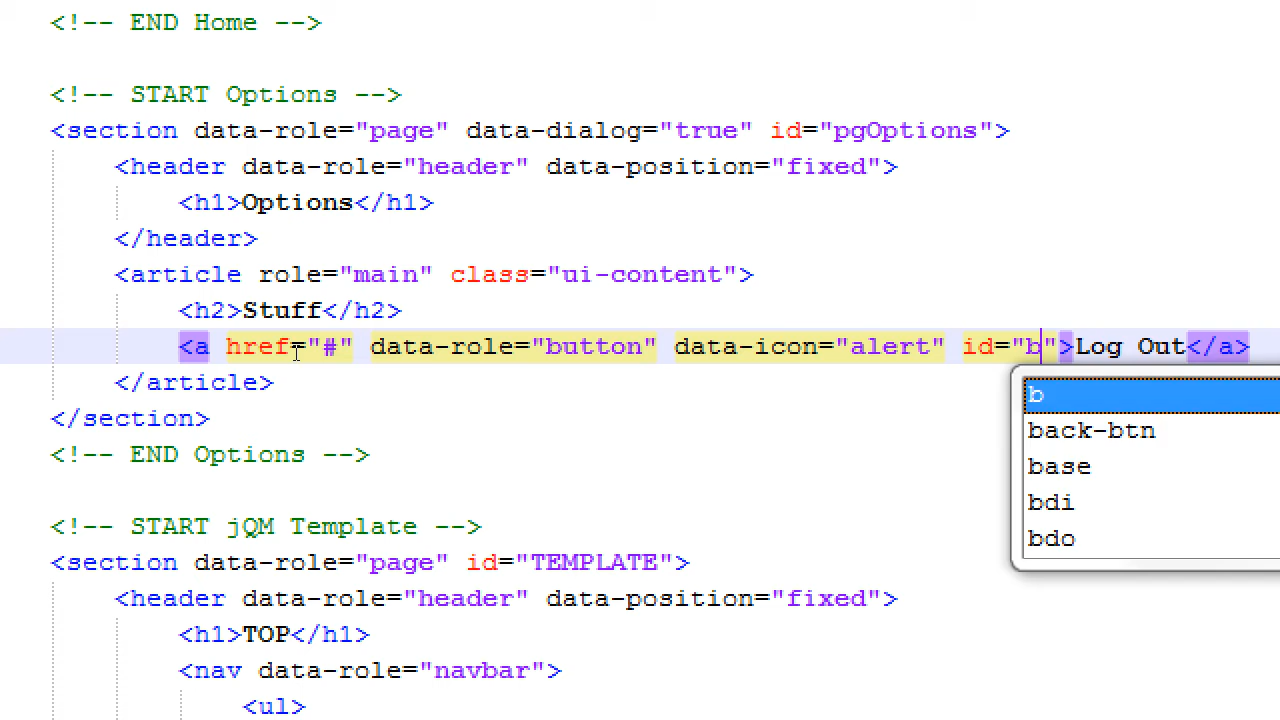 <!-- END Home -->
<!-- START Options -->
<section data-role="page" data-dialog="true" id="pgOptions">
<header data-role="header" data-position="fixed">
<h1>Options</h1>
</header>
<article role="main" class="ui-content">
<h2>Stuff</h2>
<a href="#" data-role="button" data-icon="alert" id="b">Log Out</a>
b
back-btn
base
bdi
bdo
</article>
</section>
<!-- END Options -->
<!-- START jQM Template -->
<section data-role="page" id="TEMPLATE">
<header data-role="header" data-position="fixed">
<h1>TOP</h1>
<nav data-role="navbar">
<ul>